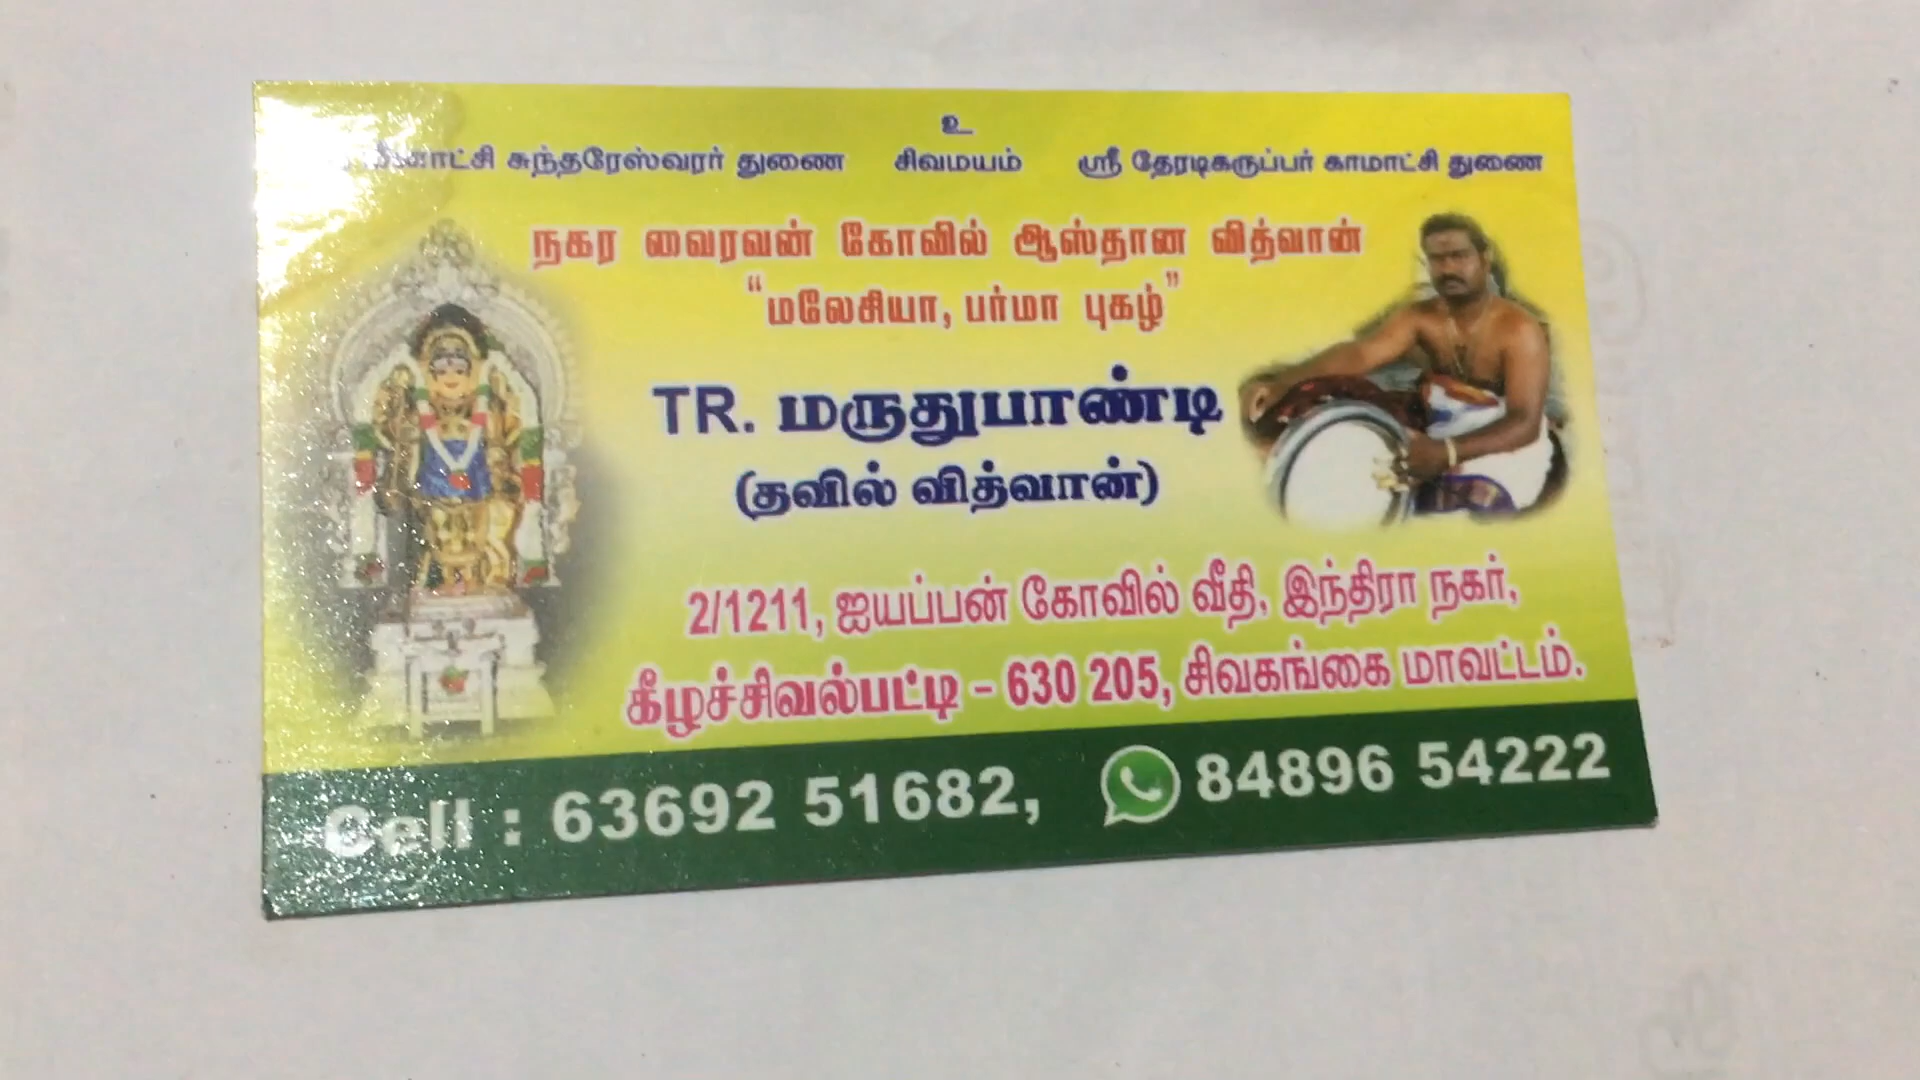 உ
மீனாட்சி சுந்தரேஸ்வரர் துணை சிவமயம் ஸ்ரீ தேரடிகருப்பர் காமாட்சி துணை
நகர வைரவன் கோவில் ஆஸ்தான வித்வான்
“மலேசியா, பர்மா புகழ்”
TR. மருதுபாண்டி
(தவில் வித்வான்)
2/1211, ஐயப்பன் கோவில் வீதி, இந்திரா நகர்,
கீழச்சிவல்பட்டி - 630 205, சிவகங்கை மாவட்டம்.
Cell : 63692 51682, 84896 54222